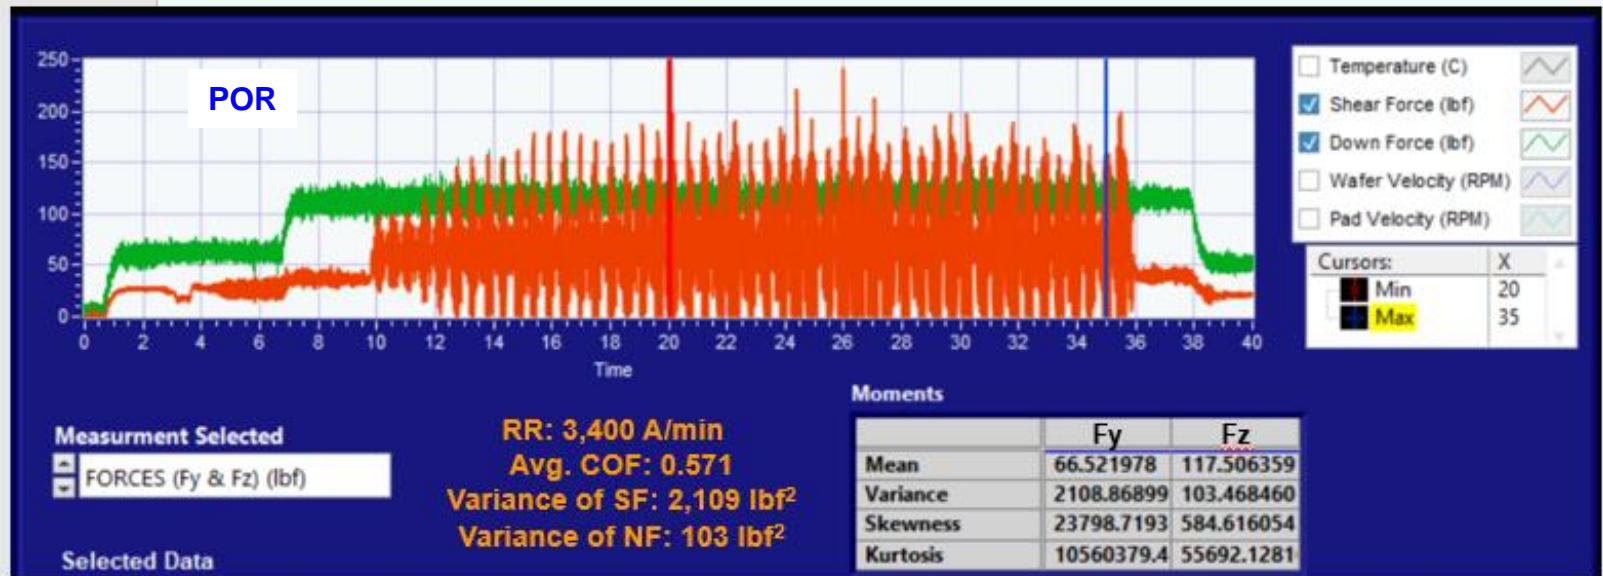 250
200
150
100
50
0
POR
0 2 4 6 8 10 12 14 16 18 20 22 24 26 28 30 32 34 36 38 40
Time
Temperature (C)
Shear Force (lbf)
Down Force (lbf)
Wafer Velocity (RPM)
Pad Velocity (RPM)
Cursors: X
Min 20
Max 35
Measurment Selected
FORCES (Fy & Fz) (lbf)
Selected Data
RR: 3,400 A/min
Avg. COF: 0.571
Variance of SF: 2,109 lbf²
Variance of NF: 103 lbf²
Moments
Fy Fz
Mean 66.521978 117.506359
Variance 2108.86899 103.468460
Skewness 23798.7193 584.616054
Kurtosis 10560379.4 55692.1281